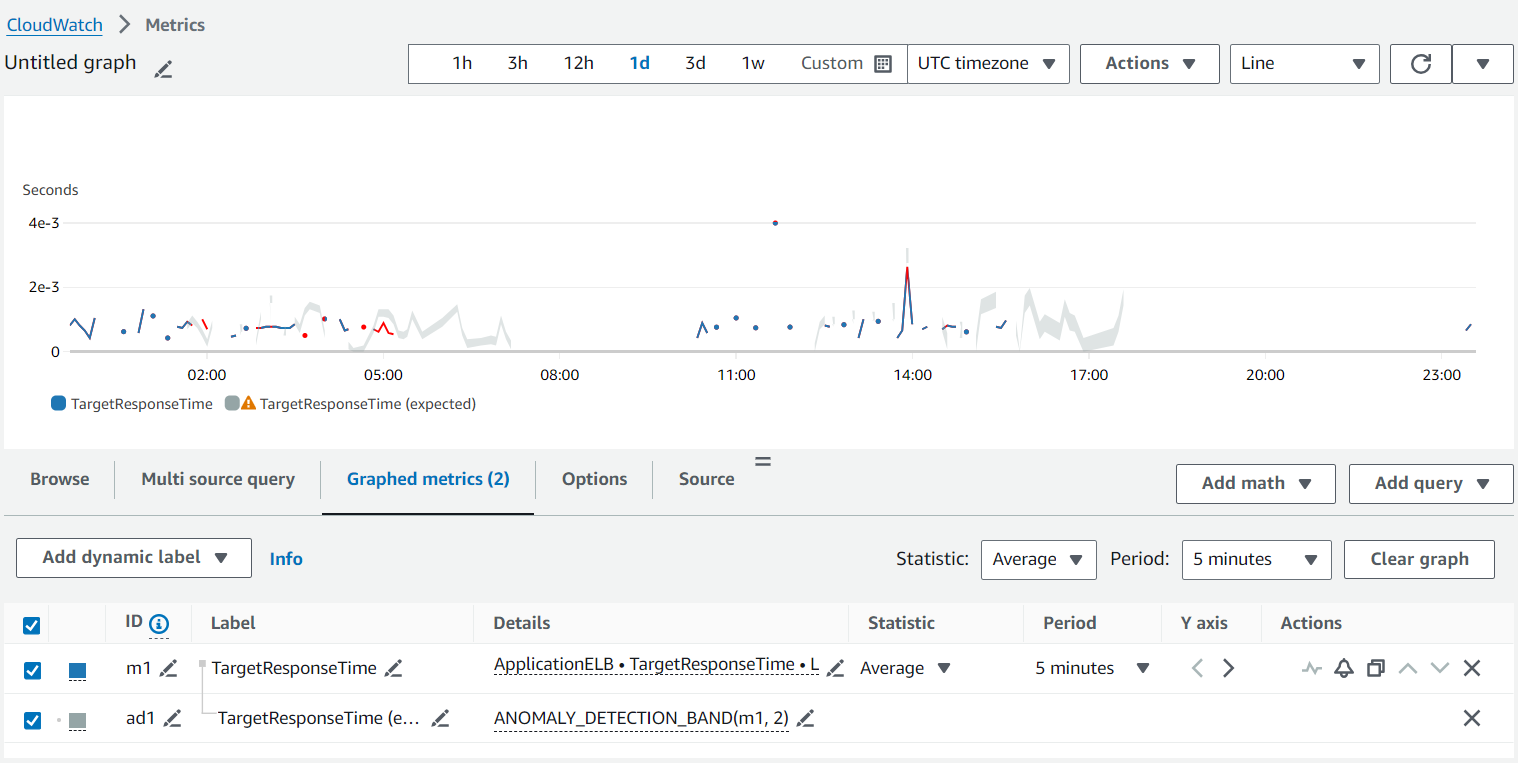 CloudWatch > Metrics
Untitled graph
1h 3h 12h 1d 3d 1w Custom UTC timezone Actions Line
Seconds
4e-3
2e-3
0
02:00 05:00 08:00 11:00 14:00 17:00 20:00 23:00
TargetResponseTime TargetResponseTime (expected)
Browse Multi source query Graphed metrics (2) Options Source Add math Add query
Add dynamic label Info Statistic: Average Period: 5 minutes Clear graph
ID Label Details Statistic Period Y axis Actions
m1 TargetResponseTime ApplicationELB • TargetResponseTime • L Average 5 minutes
ad1 TargetResponseTime (e... ANOMALY_DETECTION_BAND(m1, 2)